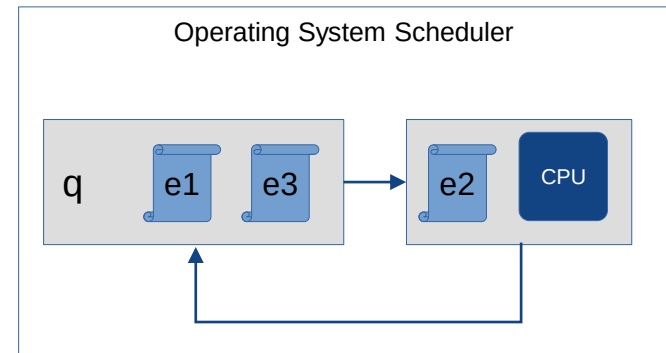 Operating System Scheduler
q
e1
e3
e2
CPU